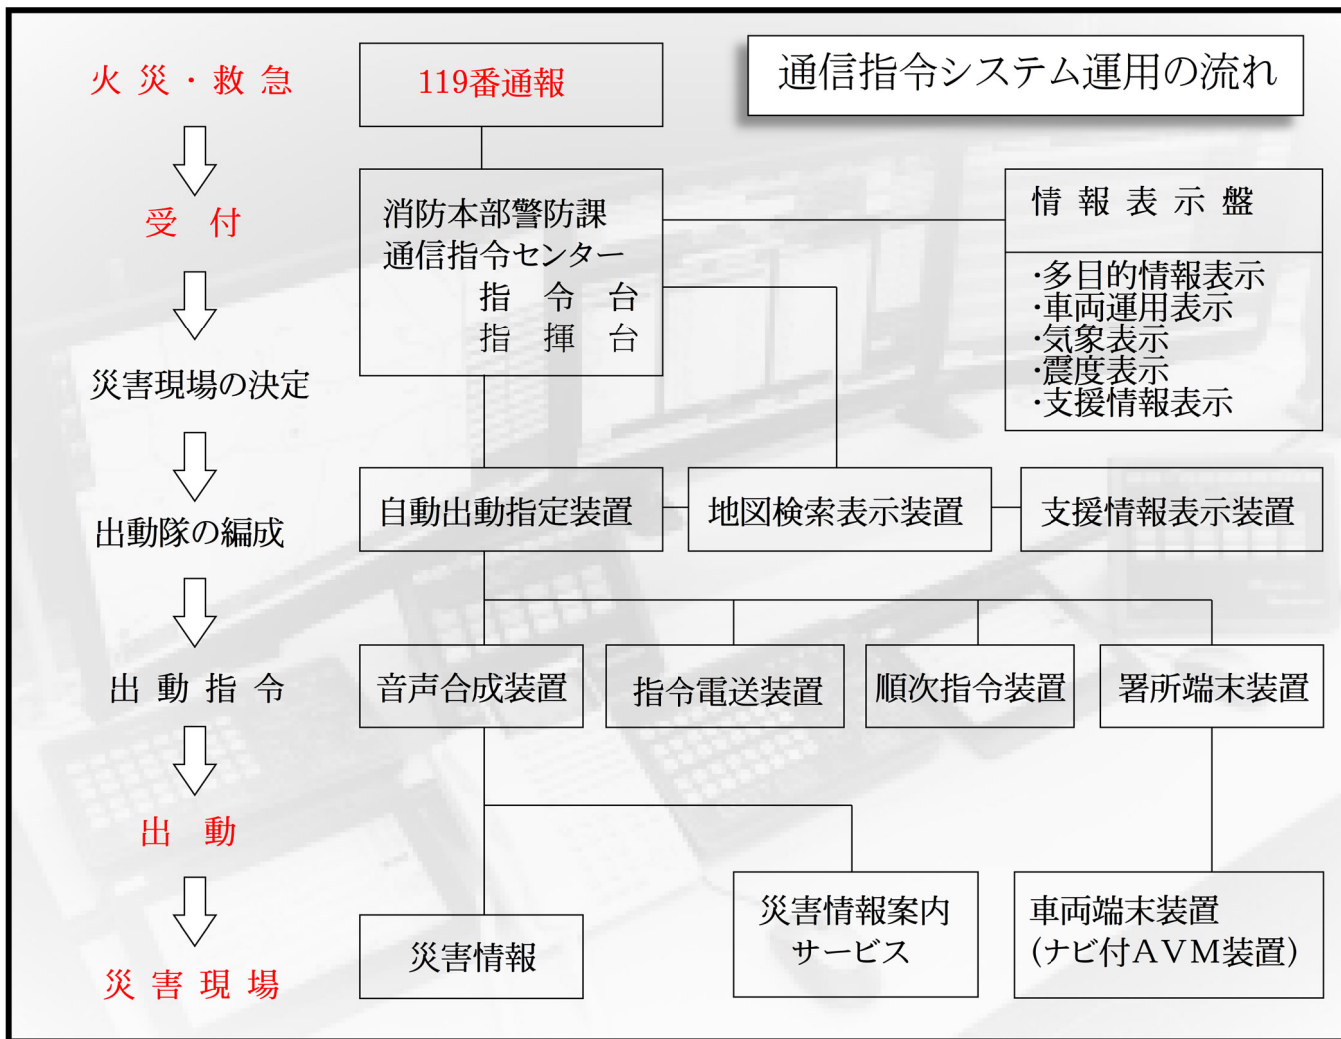 通信指令システム運用の流れ
火災・救急
受付
災害現場の決定
出動隊の編成
出動指令
出動
災害現場
119番通報
消防本部警防課
通信指令センター
指令台
指揮台
情報表示盤
・多目的情報表示
・車両運用表示
・気象表示
・震度表示
・支援情報表示
自動出動指定装置
地図検索表示装置
支援情報表示装置
音声合成装置
指令電送装置
順次指令装置
署所端末装置
災害情報
災害情報案内
サービス
車両端末装置
(ナビ付AVM装置)